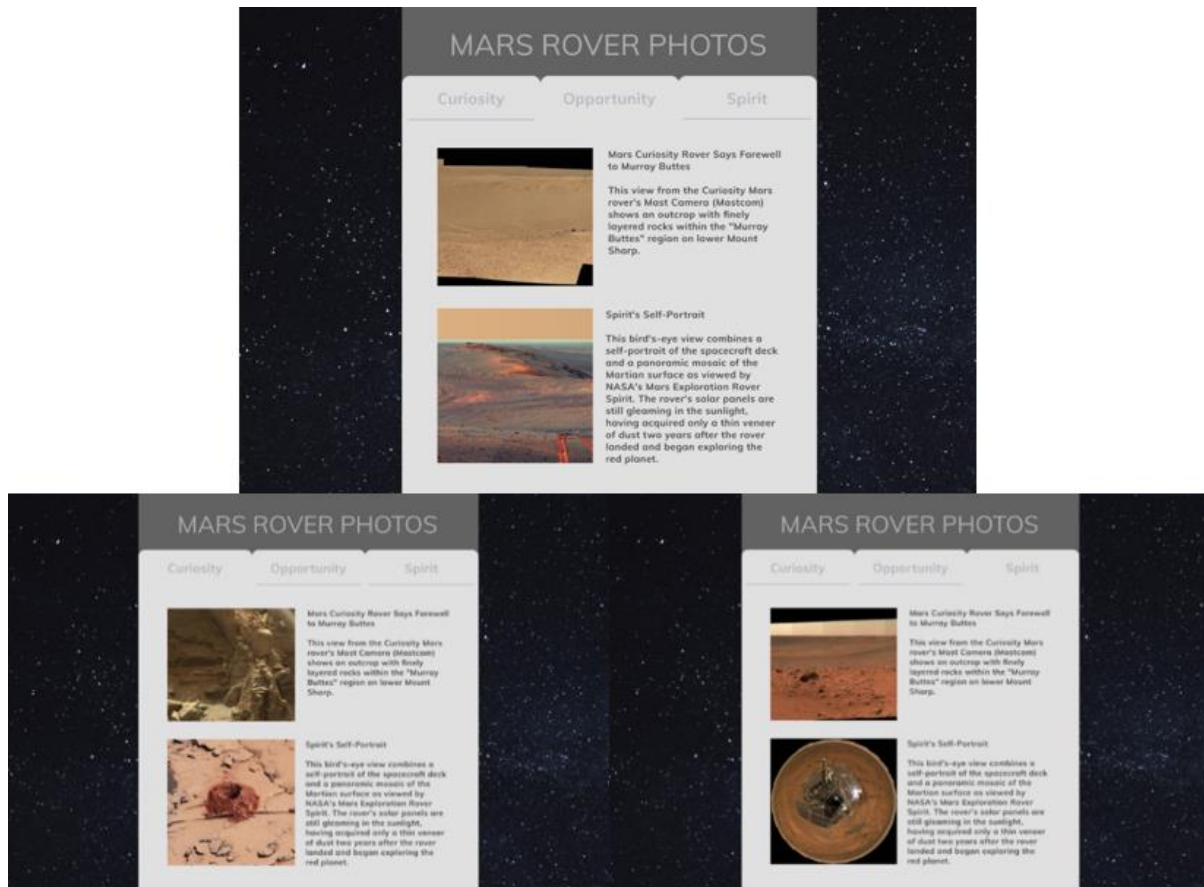 MARS ROVER PHOTOS
Curiosity Opportunity Spirit
Mars Curiosity Rover Says Farewell
to Murray Buttes
This view from the Curiosity Mars
rover's Mast Camera (Mastcam)
shows an outcrop with finely
layered rocks within the "Murray
Buttes" region on lower Mount
Sharp.
Spirit's Self-Portrait
This bird's-eye view combines a
self-portrait of the spacecraft deck
and a panoramic mosaic of the
Martian surface as viewed by
NASA's Mars Exploration Rover
Spirit. The rover's solar panels are
still gleaming in the sunlight,
having acquired only a thin veneer
of dust two years after the rover
landed and began exploring the
red planet.
MARS ROVER PHOTOS
Curiosity Opportunity Spirit
Mars Curiosity Rover Says Farewell
to Murray Buttes
This view from the Curiosity Mars
rover's Mast Camera (Mastcam)
shows an outcrop with finely
layered rocks within the "Murray
Buttes" region on lower Mount
Sharp.
Spirit's Self-Portrait
This bird's-eye view combines a
self-portrait of the spacecraft deck
and a panoramic mosaic of the
Martian surface as viewed by
NASA's Mars Exploration Rover
Spirit. The rover's solar panels are
still gleaming in the sunlight,
having acquired only a thin veneer
of dust two years after the rover
landed and began exploring the
red planet.
MARS ROVER PHOTOS
Curiosity Opportunity Spirit
Mars Curiosity Rover Says Farewell
to Murray Buttes
This view from the Curiosity Mars
rover's Mast Camera (Mastcam)
shows an outcrop with finely
layered rocks within the "Murray
Buttes" region on lower Mount
Sharp.
Spirit's Self-Portrait
This bird's-eye view combines a
self-portrait of the spacecraft deck
and a panoramic mosaic of the
Martian surface as viewed by
NASA's Mars Exploration Rover
Spirit. The rover's solar panels are
still gleaming in the sunlight,
having acquired only a thin veneer
of dust two years after the rover
landed and began exploring the
red planet.